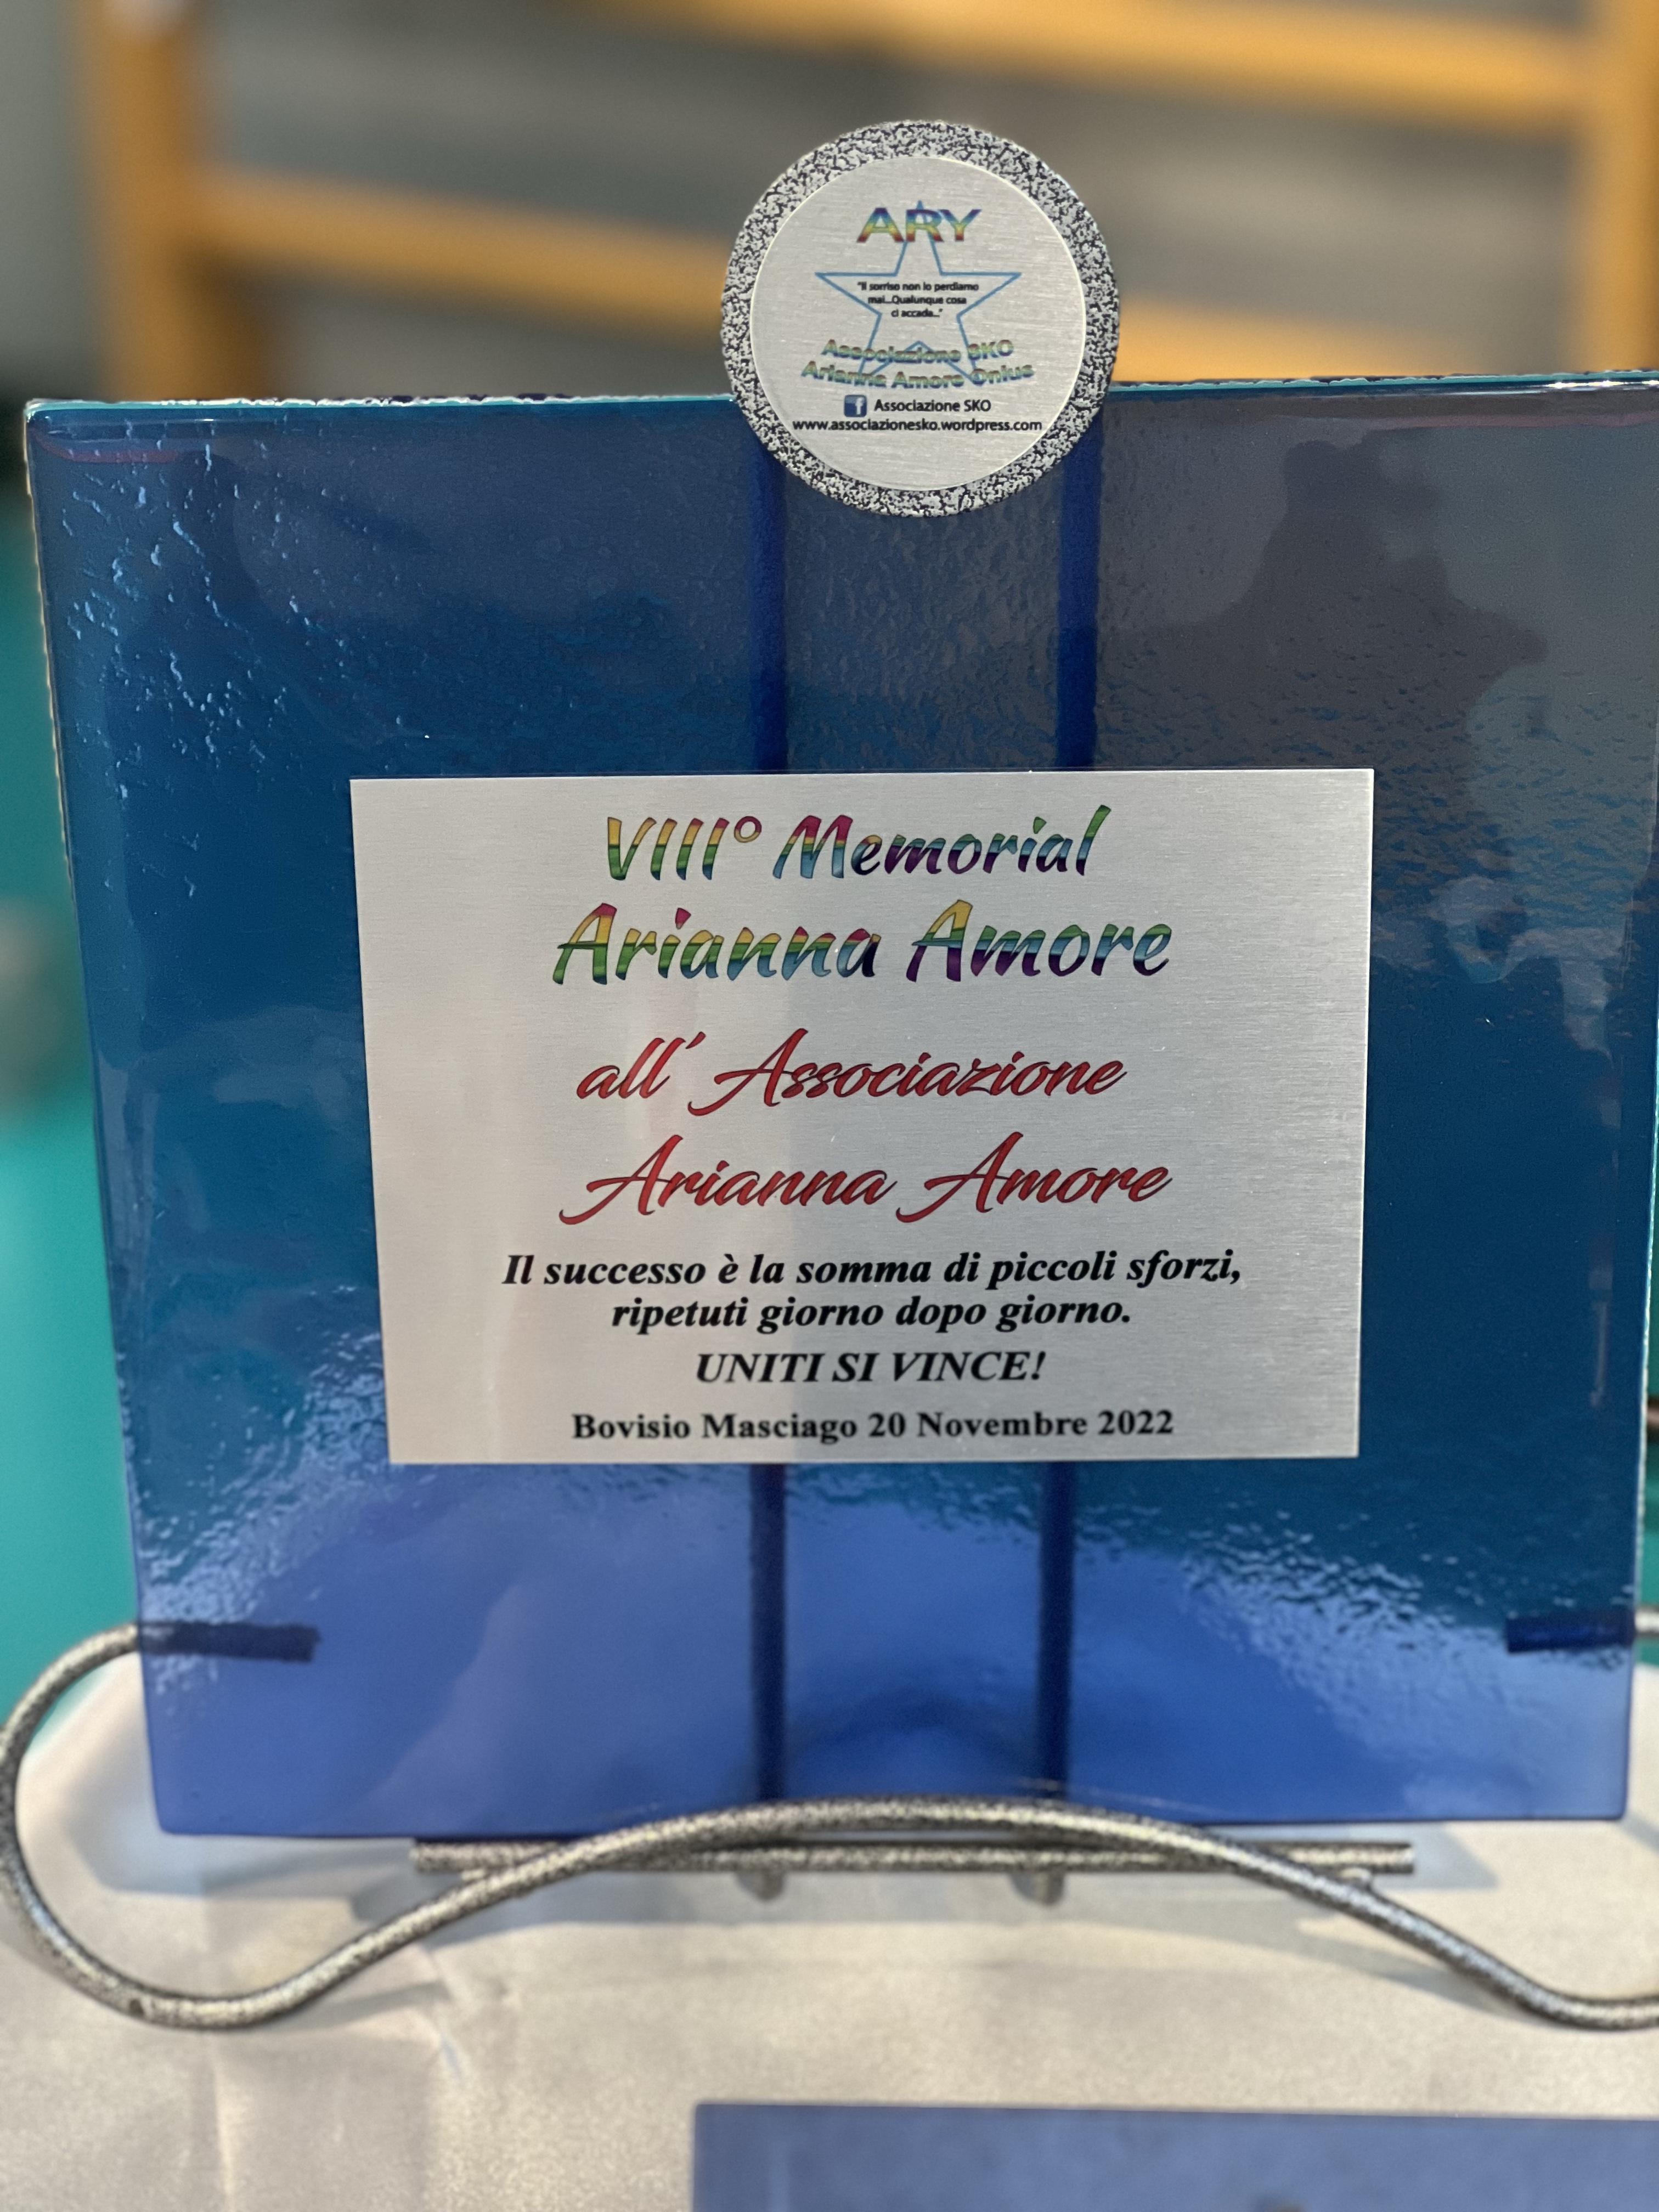 ARY
"Il sorriso non lo perdiamo
mai...Qualunque cosa
ci accada..."
Associazione SKO
Arianna Amore Onlus
f Associazione SKO
www.associazionesko.wordpress.com
VIII° Memorial
Arianna Amore
all' Associazione
Arianna Amore
Il successo è la somma di piccoli sforzi,
ripetuti giorno dopo giorno.
UNITI SI VINCE!
Bovisio Masciago 20 Novembre 2022